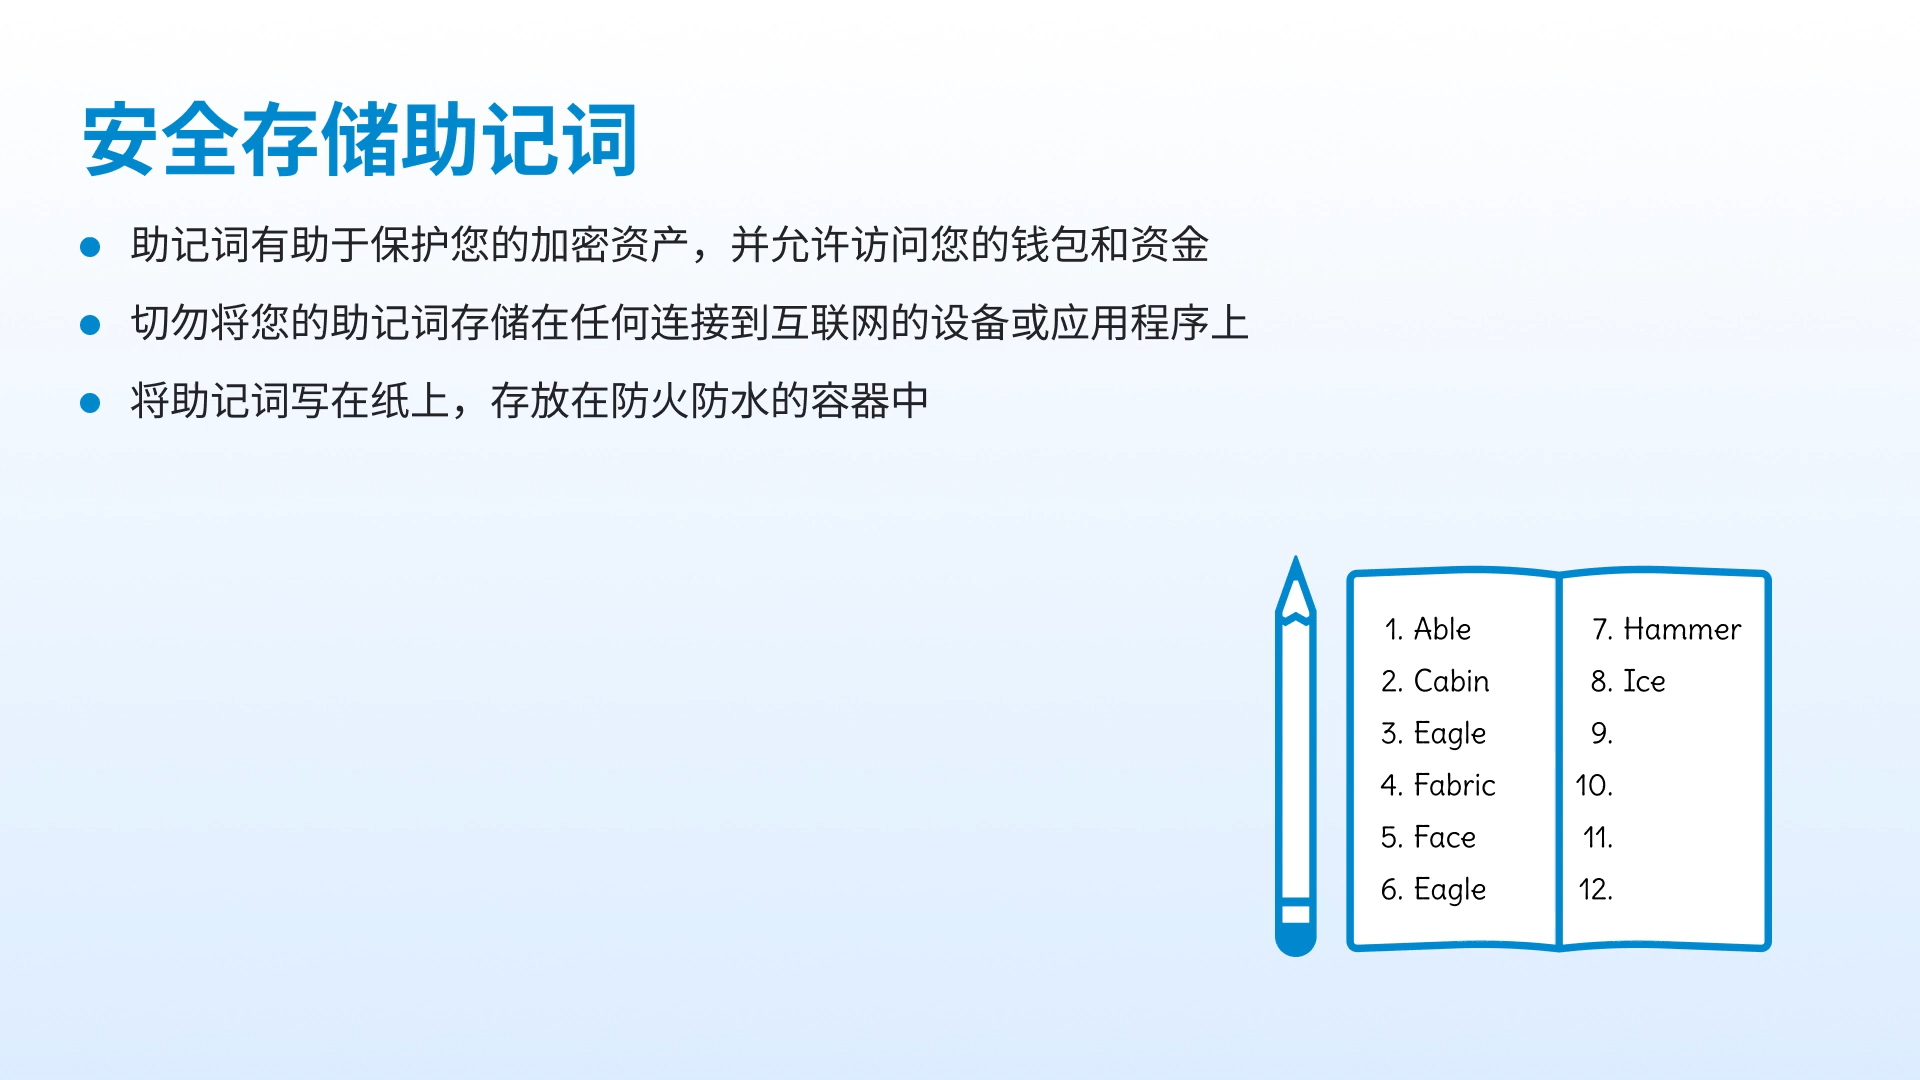 安全存储助记词
助记词有助于保护您的加密资产，并允许访问您的钱包和资金
切勿将您的助记词存储在任何连接到互联网的设备或应用程序上
将助记词写在纸上，存放在防火防水的容器中
1. Able
2. Cabin
3. Eagle
4. Fabric
5. Face
6. Eagle
7. Hammer
8. Ice
9.
10.
11.
12.